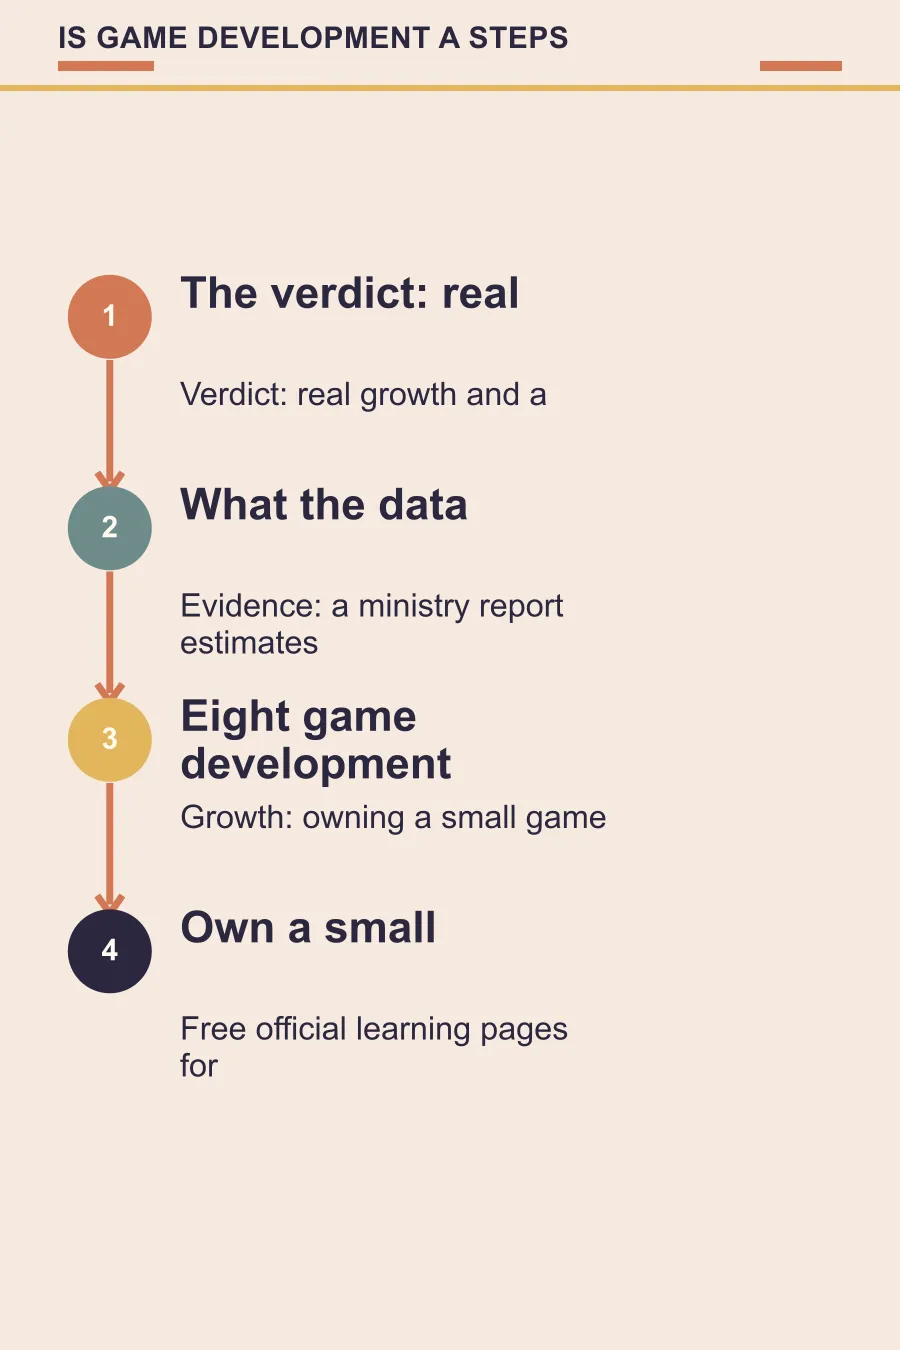 IS GAME DEVELOPMENT A STEPS
1
The verdict: real
Verdict: real growth and a
2
What the data
Evidence: a ministry report
estimates
3
Eight game
development
Growth: owning a small game
4
Own a small
Free official learning pages
for